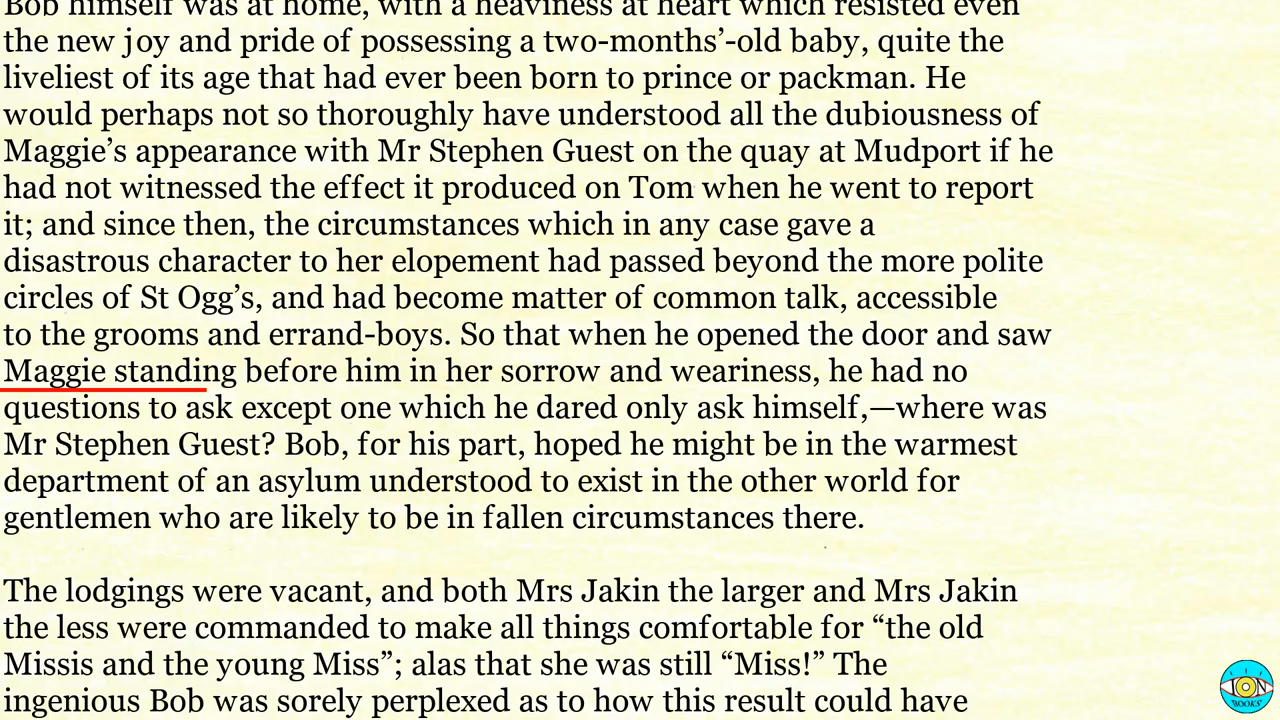 Bob himself was at home, with a heaviness at heart which resisted even
the new joy and pride of possessing a two-months’-old baby, quite the
liveliest of its age that had ever been born to prince or packman. He
would perhaps not so thoroughly have understood all the dubiousness of
Maggie’s appearance with Mr Stephen Guest on the quay at Mudport if he
had not witnessed the effect it produced on Tom when he went to report
it; and since then, the circumstances which in any case gave a
disastrous character to her elopement had passed beyond the more polite
circles of St Ogg’s, and had become matter of common talk, accessible
to the grooms and errand-boys. So that when he opened the door and saw
Maggie standing before him in her sorrow and weariness, he had no
questions to ask except one which he dared only ask himself,—where was
Mr Stephen Guest? Bob, for his part, hoped he might be in the warmest
department of an asylum understood to exist in the other world for
gentlemen who are likely to be in fallen circumstances there.
The lodgings were vacant, and both Mrs Jakin the larger and Mrs Jakin
the less were commanded to make all things comfortable for “the old
Missis and the young Miss”; alas that she was still “Miss!” The
ingenious Bob was sorely perplexed as to how this result could have
ION
BOOKS